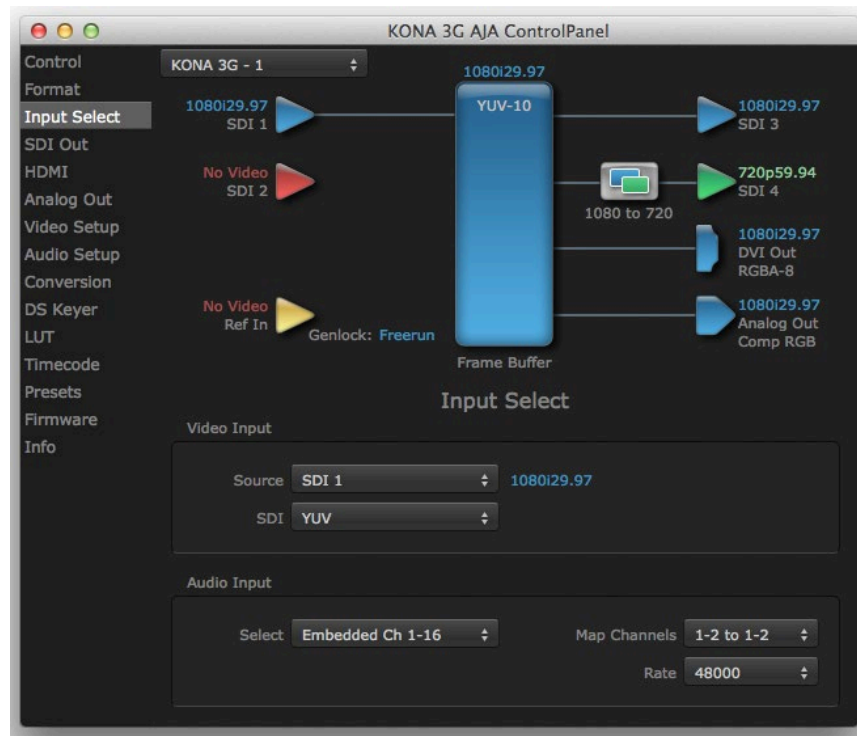 KONA 3G AJA ControlPanel
Control
Format
Input Select
SDI Out
HDMI
Analog Out
Video Setup
Audio Setup
Conversion
DS Keyer
LUT
Timecode
Presets
Firmware
Info
KONA 3G - 1
1080i29.97
SDI 1
No Video
SDI 2
No Video
Ref In
Genlock: Freerun
1080i29.97
YUV-10
Frame Buffer
1080 to 720
1080i29.97
SDI 3
720p59.94
SDI 4
1080i29.97
DVI Out
RGBA-8
1080i29.97
Analog Out
Comp RGB
Input Select
Video Input
Source SDI 1 1080i29.97
SDI YUV
Audio Input
Select Embedded Ch 1-16 Map Channels 1-2 to 1-2
Rate 48000